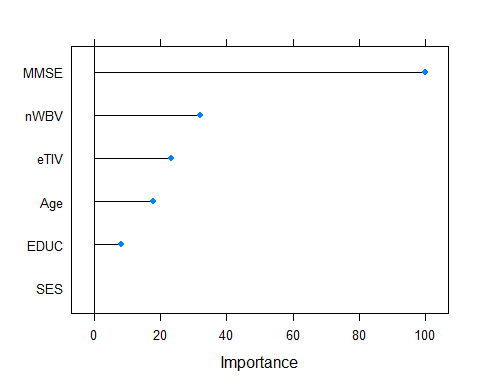 MMSE
nWBV
eTIV
Age
EDUC
SES
0 20 40 60 80 100
Importance